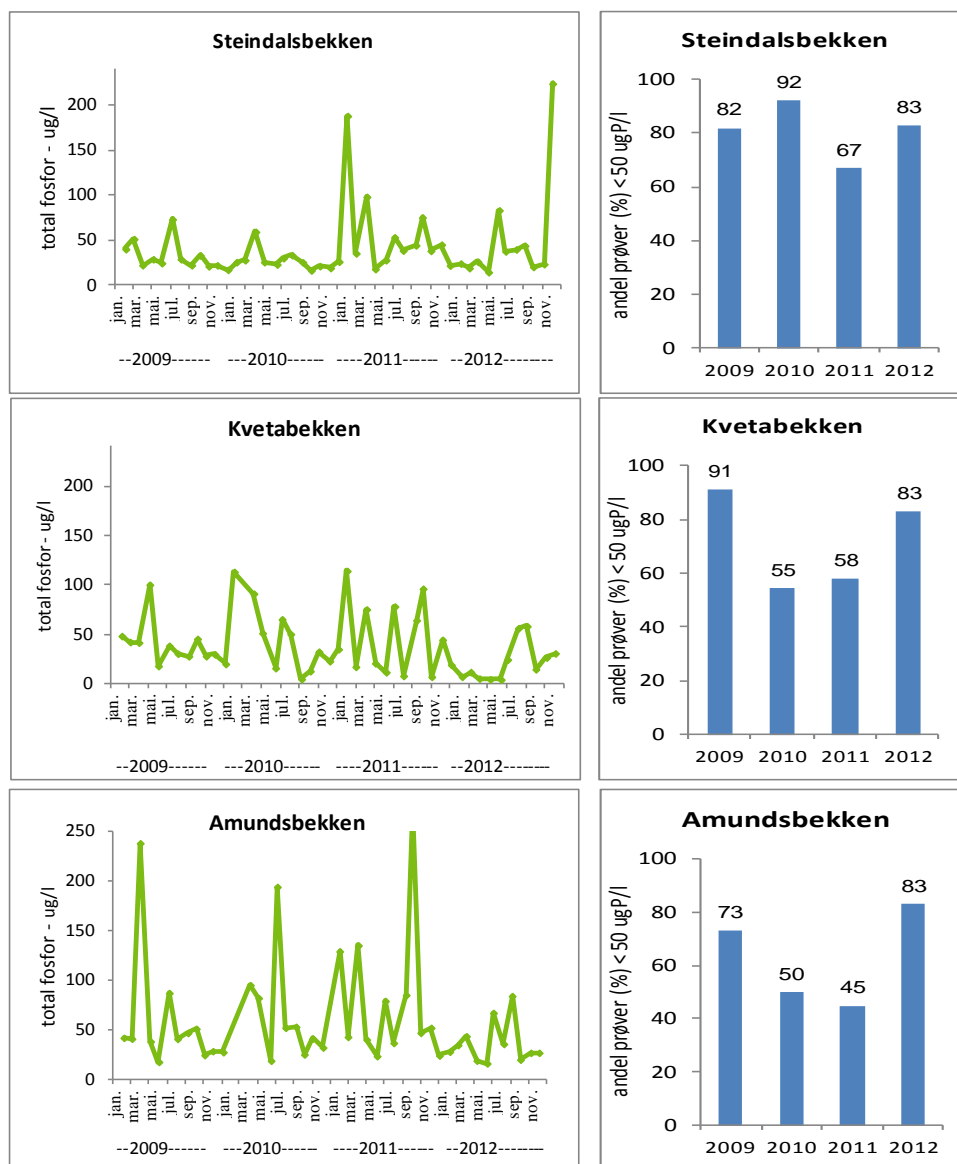 Steindalsbekken
total fosfor - ug/l
200
150
100
50
0
jan. mar. mai. jul. sep. nov. jan. mar. mai. jul. sep. nov. jan. mar. mai. jul. sep. nov. jan. mar. mai. jul. sep. nov.
--2009------ ---2010------ ----2011------ --2012---------
Steindalsbekken
andel prøver (%) < 50 ugP/l
100
80
60
40
20
0
82 92 67 83
2009 2010 2011 2012
Kvetabekken
total fosfor - ug/l
200
150
100
50
0
jan. mar. mai. jul. sep. nov. jan. mar. mai. jul. sep. nov. jan. mar. mai. jul. sep. nov. jan. mar. mai. jul. sep. nov.
--2009------ ---2010------ ----2011------ --2012---------
Kvetabekken
andel prøver (%) < 50 ugP/l
100
80
60
40
20
0
91 55 58 83
2009 2010 2011 2012
Amundsbekken
total fosfor - ug/l
250
200
150
100
50
0
jan. mar. mai. jul. sep. nov. jan. mar. mai. jul. sep. nov. jan. mar. mai. jul. sep. nov. jan. mar. mai. jul. sep. nov.
--2009------ ---2010------ ----2011------ --2012---------
Amundsbekken
andel prøver (%) < 50 ugP/l
100
80
60
40
20
0
73 50 45 83
2009 2010 2011 2012